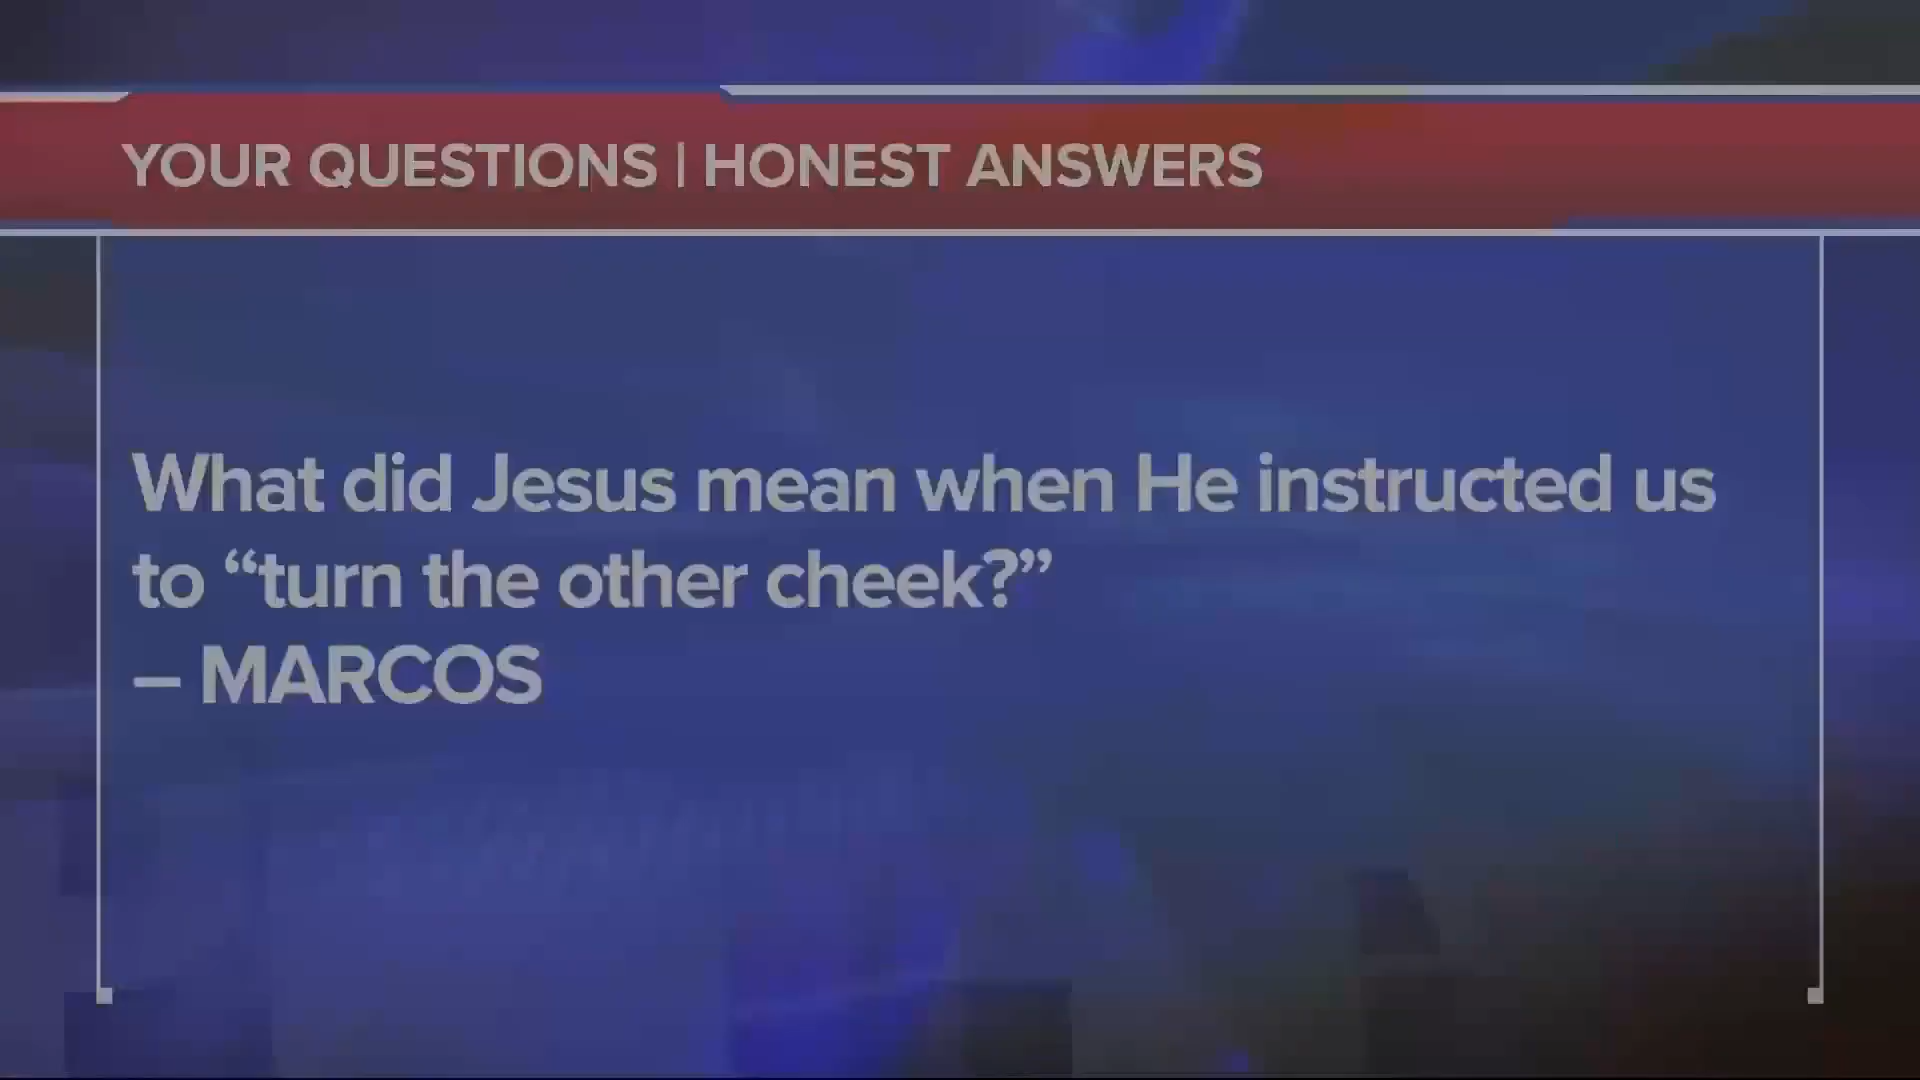 YOUR QUESTIONS | HONEST ANSWERS
What did Jesus mean when He instructed us
to “turn the other cheek?”
– MARCOS